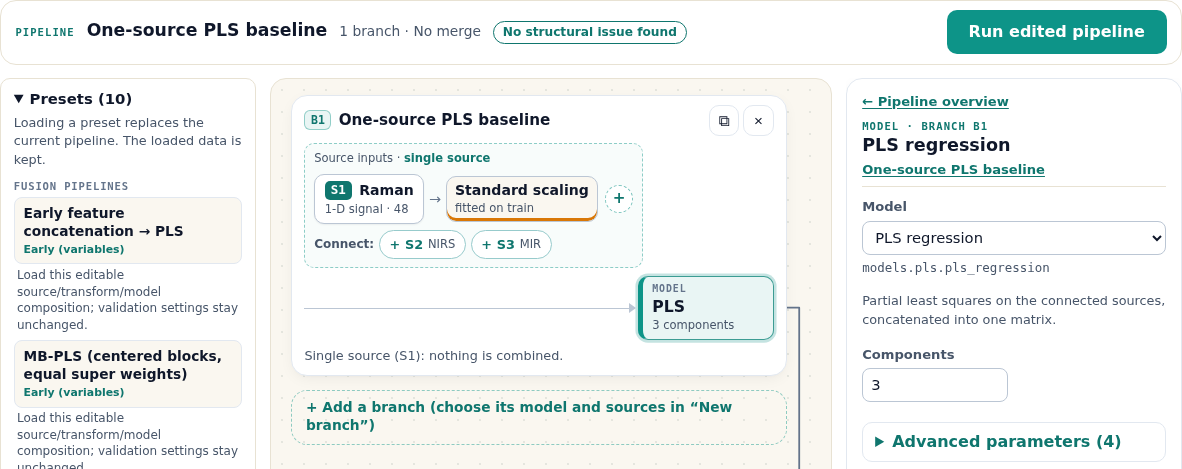 PIPELINE One-source PLS baseline 1 branch · No merge No structural issue found Run edited pipeline
▼ Presets (10)
Loading a preset replaces the
current pipeline. The loaded data is
kept.
FUSION PIPELINES
Early feature
concatenation → PLS
Early (variables)
Load this editable
source/transform/model
composition; validation settings stay
unchanged.
MB-PLS (centered blocks,
equal super weights)
Early (variables)
Load this editable
source/transform/model
composition; validation settings stay
unchanged.
B1 One-source PLS baseline
Source inputs · single source
S1 Raman
1-D signal · 48
→
Standard scaling
fitted on train
+
Connect: + S2 NIRS + S3 MIR
MODEL
PLS
3 components
Single source (S1): nothing is combined.
+ Add a branch (choose its model and sources in “New
branch”)
← Pipeline overview
MODEL · BRANCH B1
PLS regression
One-source PLS baseline
Model
PLS regression
models.pls.pls_regression
Partial least squares on the connected sources,
concatenated into one matrix.
Components
3
▶ Advanced parameters (4)